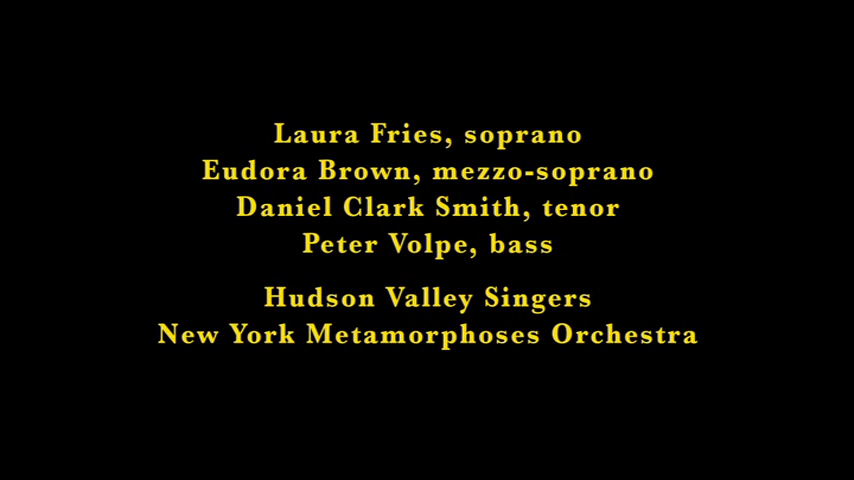 Laura Fries, soprano
Eudora Brown, mezzo-soprano
Daniel Clark Smith, tenor
Peter Volpe, bass
Hudson Valley Singers
New York Metamorphoses Orchestra